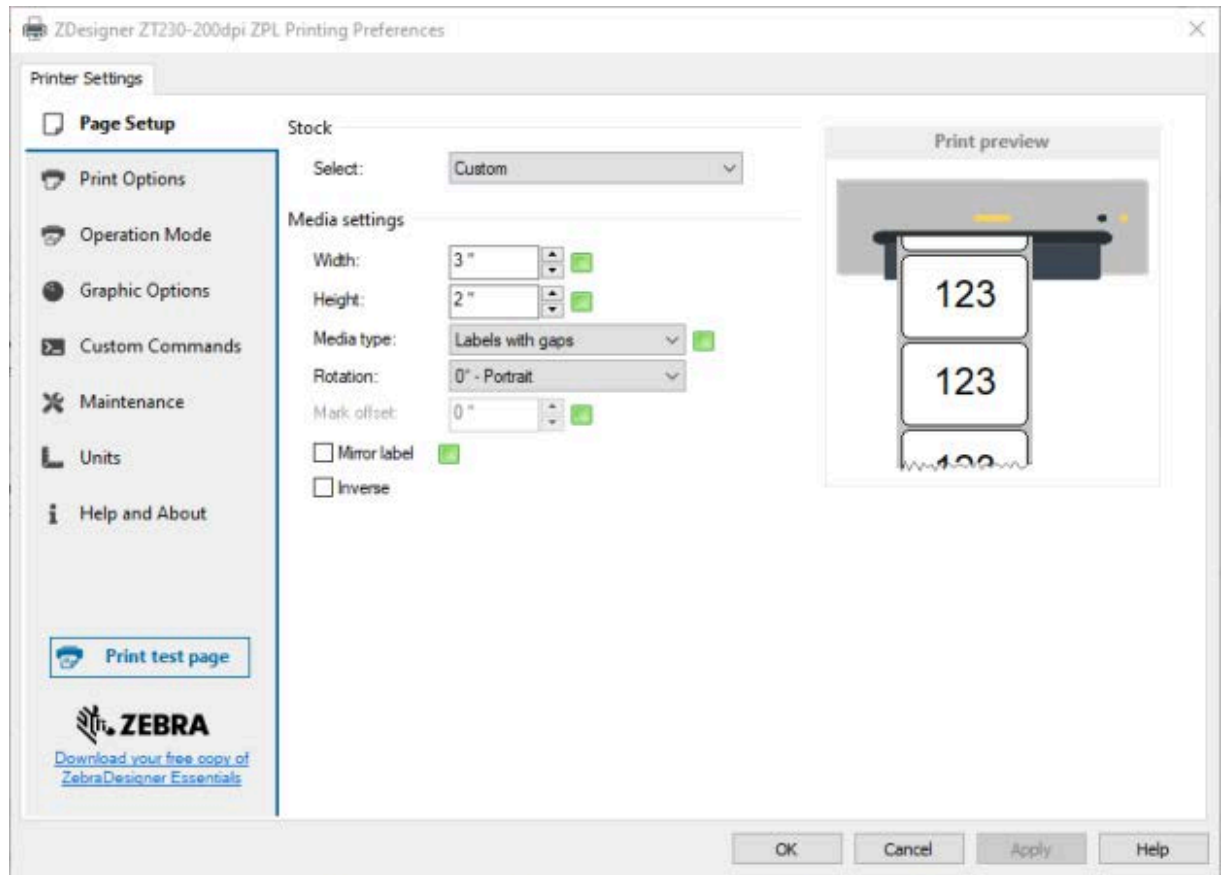 ZDesigner ZT230-200dpi ZPL Printing Preferences
Printer Settings
Page Setup
Print Options
Operation Mode
Graphic Options
Custom Commands
Maintenance
Units
Help and About
Print test page
ZEBRA
Download your free copy of
ZebraDesigner Essentials
Stock
Select: Custom
Media settings
Width: 3 "
Height: 2 "
Media type: Labels with gaps
Rotation: 0° - Portrait
Mark offset: 0 "
Mirror label
Inverse
Print preview
123
123
123
OK Cancel Apply Help